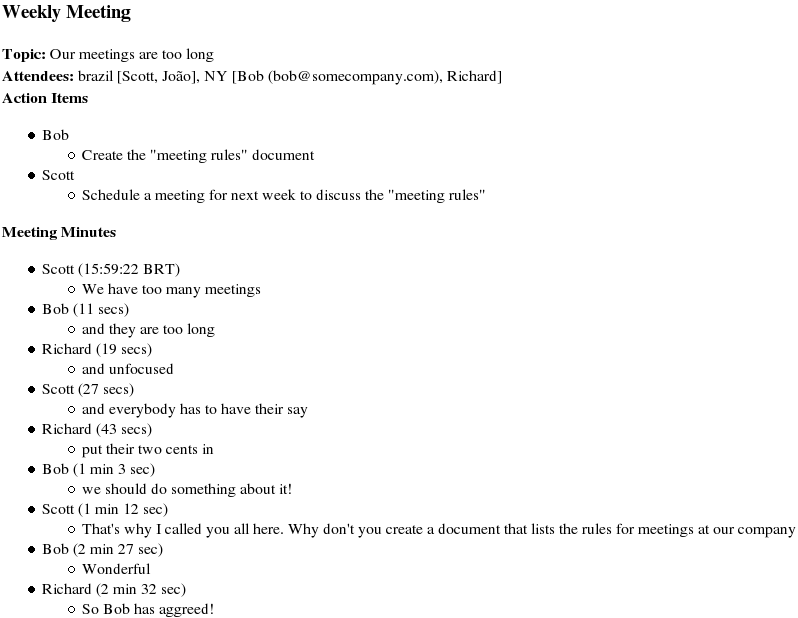 Weekly Meeting
Topic: Our meetings are too long
Attendees: brazil [Scott, João], NY [Bob (bob@somecompany.com), Richard]
Action Items
Bob
Create the "meeting rules" document
Scott
Schedule a meeting for next week to discuss the "meeting rules"
Meeting Minutes
Scott (15:59:22 BRT)
We have too many meetings
Bob (11 secs)
and they are too long
Richard (19 secs)
and unfocused
Scott (27 secs)
and everybody has to have their say
Richard (43 secs)
put their two cents in
Bob (1 min 3 sec)
we should do something about it!
Scott (1 min 12 sec)
That's why I called you all here. Why don't you create a document that lists the rules for meetings at our company
Bob (2 min 27 sec)
Wonderful
Richard (2 min 32 sec)
So Bob has aggreed!